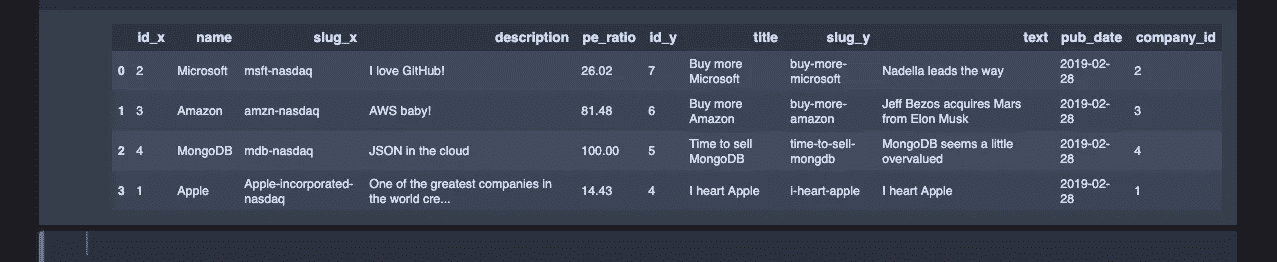 id_x name slug_x description pe_ratio id_y title slug_y text pub_date company_id
0 2 Microsoft msft-nasdaq I love GitHub! 26.02 7 Buy more Microsoft buy-more-microsoft Nadella leads the way 2019-02-28 2
1 3 Amazon amzn-nasdaq AWS baby! 81.48 6 Buy more Amazon buy-more-amazon Jeff Bezos acquires Mars from Elon Musk 2019-02-28 3
2 4 MongoDB mdb-nasdaq JSON in the cloud 100.00 5 Time to sell MongoDB time-to-sell-mongdb MongoDB seems a little overvalued 2019-02-28 4
3 1 Apple Apple-incorporated-nasdaq One of the greatest companies in the world cre... 14.43 4 I heart Apple i-heart-apple I heart Apple 2019-02-28 1